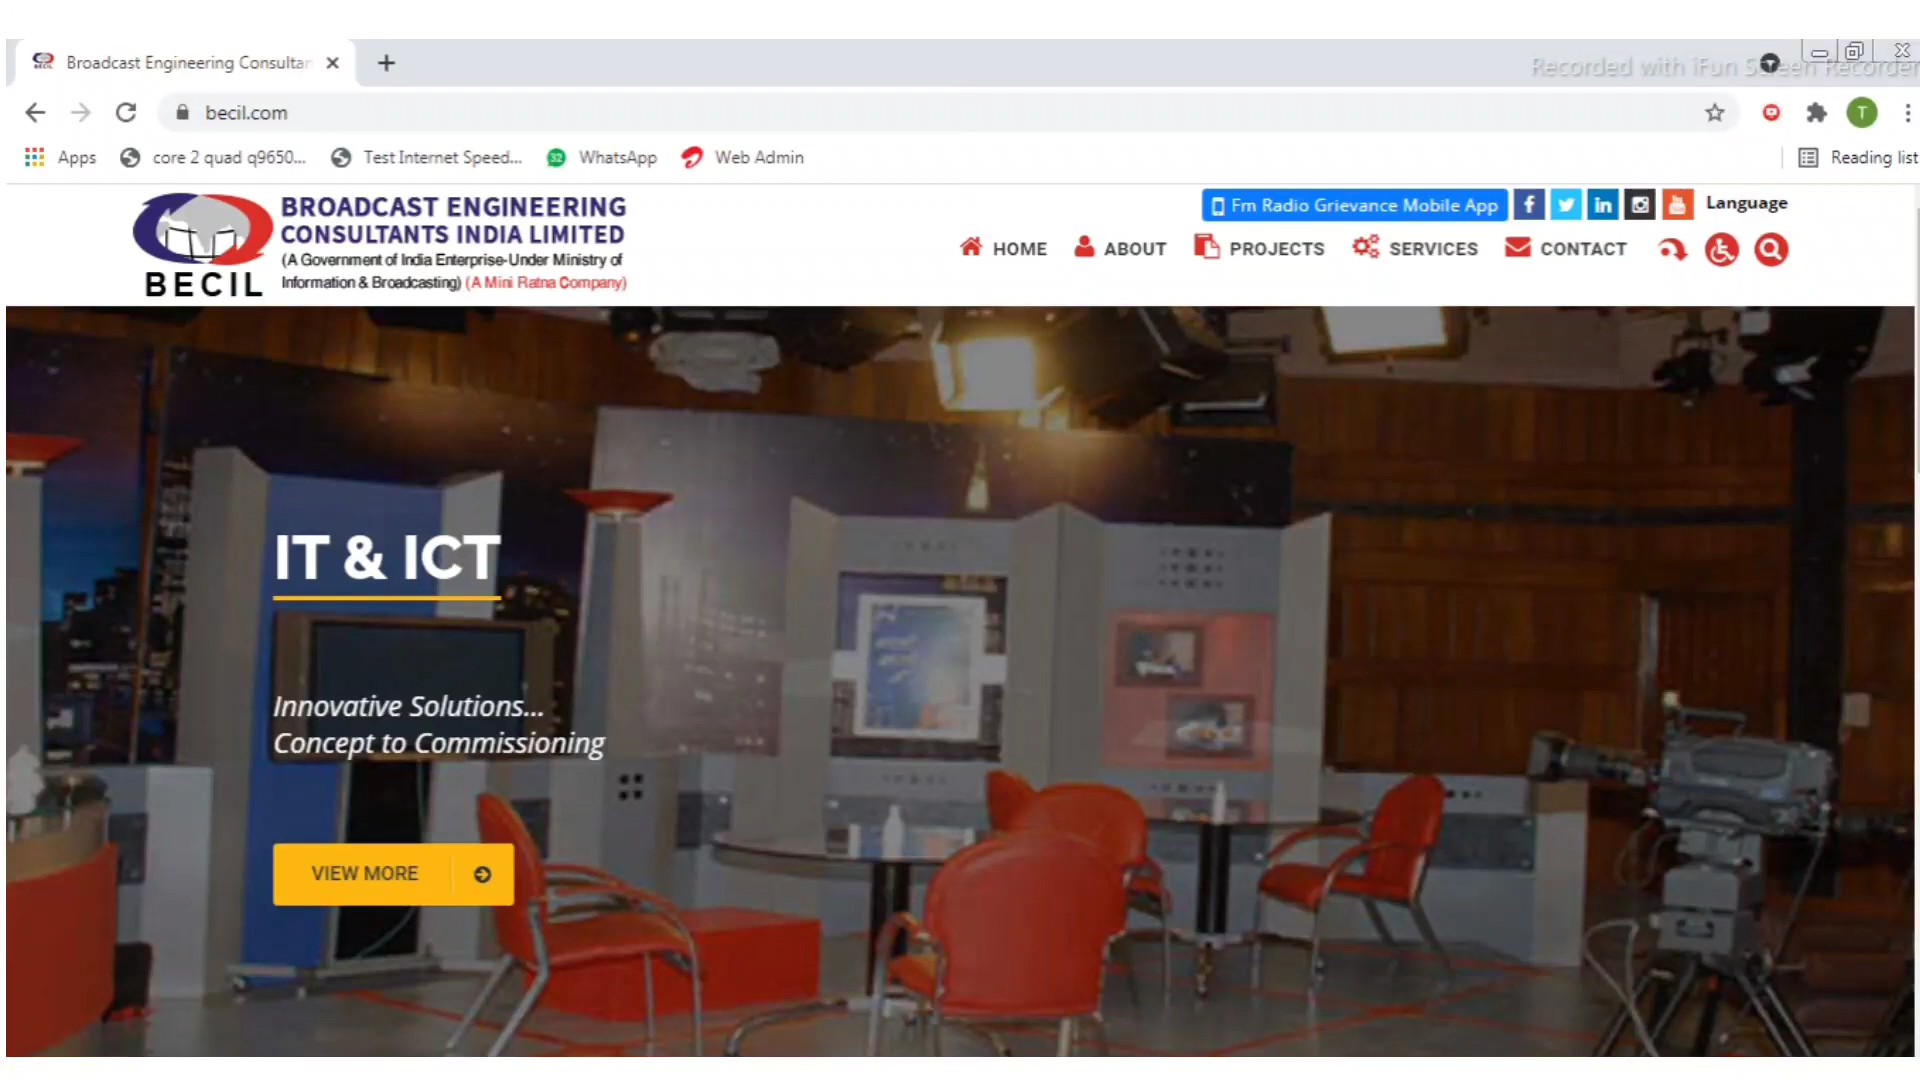 Broadcast Engineering Consultan
Recorded with iFun Screen Recorder
becil.com
T
Apps
core 2 quad q9650...
Test Internet Speed...
32
WhatsApp
Web Admin
Reading list
BECIL
BROADCAST ENGINEERING
CONSULTANTS INDIA LIMITED
(A Government of India Enterprise-Under Ministry of
Information & Broadcasting) (A Mini Ratna Company)
Fm Radio Grievance Mobile App
Language
HOME
ABOUT
PROJECTS
SERVICES
CONTACT
IT & ICT
Innovative Solutions...
Concept to Commissioning
VIEW MORE